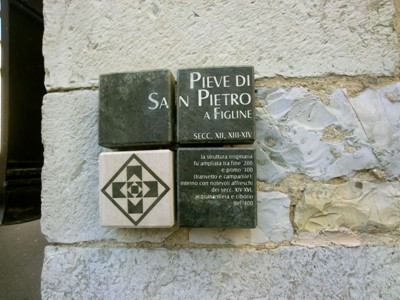 PIEVE DI
SAN PIETRO
A FIGLINE
SECC. XII, XIII-XIV
la struttura originaria
fu ampliata tra fine '200
e primo '300
(transetto e campanile);
interno con notevoli affreschi
dei secc. XIV-XVI,
acquasantiera e ciborio
nel '400